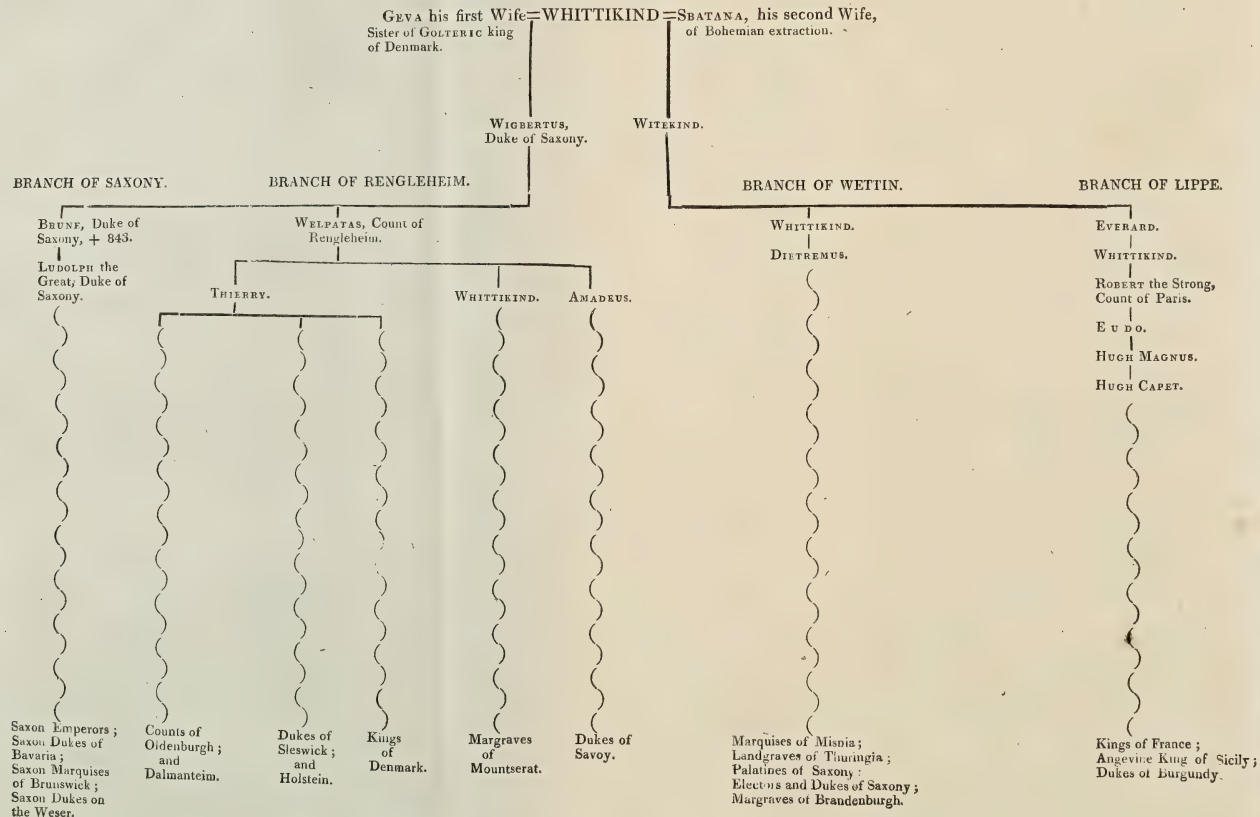 GEVA his first Wife=WHITTIKIND=SBATANA, his second Wife,
Sister of GOLTERIC king
of Denmark.
of Bohemian extraction.
WIGBERTUS,
Duke of Saxony.
WITEKIND.
BRANCH OF SAXONY.
BRANCH OF RENGLEHEIM.
BRANCH OF WETTIN.
BRANCH OF LIPPE.
BRUNE, Duke of
Saxony, + 843.
LUDOLPH the
Great, Duke of
Saxony.
WELPATAS, Count of
Rengleheim.
THIERRY.
WHITTIKIND.
AMADEUS.
WHITTIKIND.
DIETREMUS.
EVERARD.
WHITTIKIND.
ROBERT the Strong,
Count of Paris.
EUDO.
HUGH MAGNUS.
HUGH CAPET.
Saxon Emperors;
Saxon Dukes of
Bavaria;
Saxon Marquises
of Brunswick;
Saxon Dukes on
the Weser.
Counts of
Oldenburgh;
and
Dalmanteim.
Dukes of
Sleswick;
and
Holstein.
Kings
of
Denmark.
Margraves
of
Mountserat.
Dukes of
Savoy.
Marquises of Misnia;
Landgraves of Thuringia;
Palatines of Saxony:
Electors and Dukes of Saxony;
Margraves of Brandenburgh.
Kings of France;
Angevine King of Sicily;
Dukes of Burgundy.